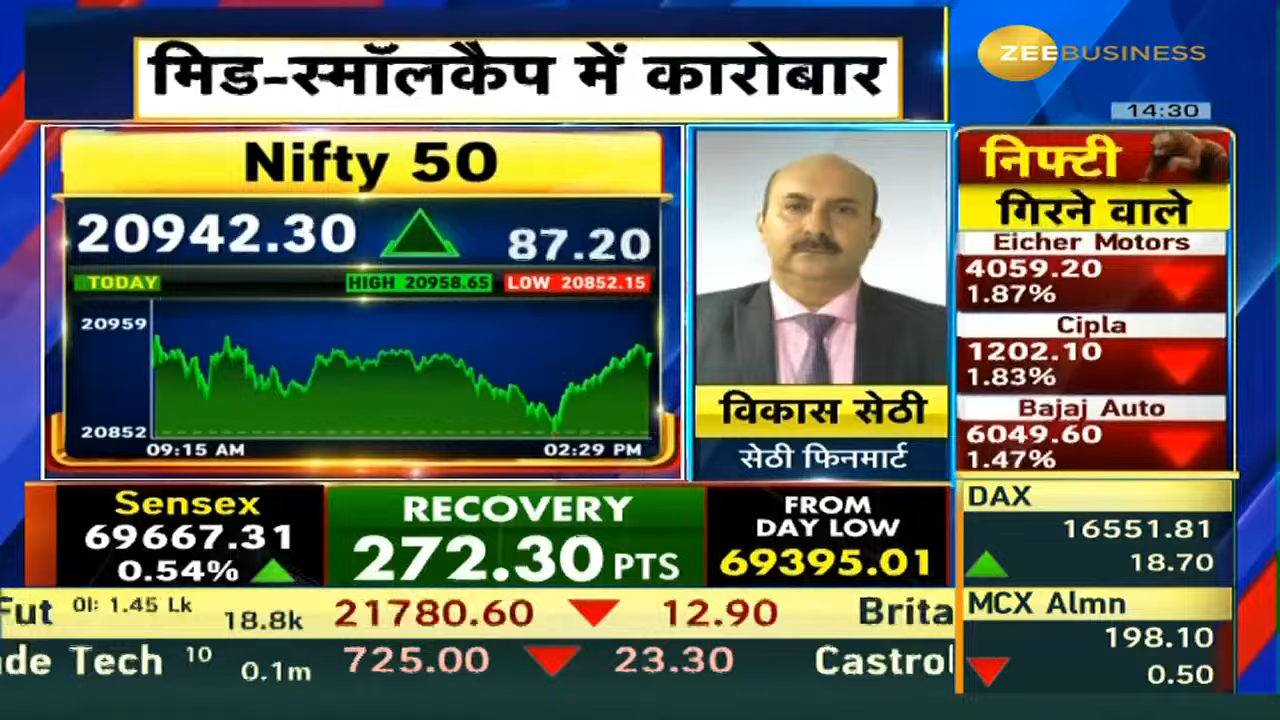 मिड-स्मॉलकैप में कारोबार
ZEEBUSINESS
14:30
Nifty 50
20942.30 87.20
TODAY HIGH 20958.65 LOW 20852.15
20959
20852
09:15 AM 02:29 PM
विकास सेठी
सेठी फिनमार्ट
निफ्टी
गिरने वाले
Eicher Motors
4059.20
1.87%
Cipla
1202.10
1.83%
Bajaj Auto
6049.60
1.47%
Sensex
69667.31
0.54%
RECOVERY
272.30 PTS
FROM
DAY LOW
69395.01
DAX
16551.81
18.70
MCX Almn
198.10
0.50
Fut OI: 1.45 Lk 18.8k 21780.60 12.90 Brita
de Tech 10 0.1m 725.00 23.30 Castrol